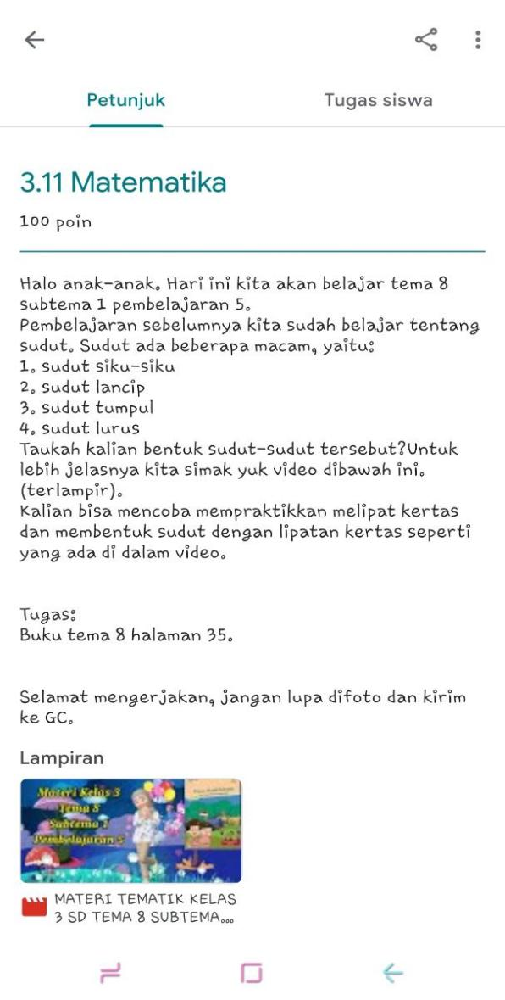 Petunjuk
Tugas siswa
3.11 Matematika
100 poin
Halo anak-anak. Hari ini kita akan belajar tema 8
subtema 1 pembelajaran 5.
Pembelajaran sebelumnya kita sudah belajar tentang
sudut. Sudut ada beberapa macam, yaitu:
1. sudut siku-siku
2. sudut lancip
3. sudut tumpul
4. sudut lurus
Taukah kalian bentuk sudut-sudut tersebut?Untuk
lebih jelasnya kita simak yuk video dibawah ini.
(terlampir).
Kalian bisa mencoba mempraktikkan melipat kertas
dan membentuk sudut dengan lipatan kertas seperti
yang ada di dalam video.
Tugas:
Buku tema 8 halaman 35.
Selamat mengerjakan, jangan lupa difoto dan kirim
ke GC.
Lampiran
Materi Kelas 3
Tema 8
Subtema 1
Pembelajaran 5
MATERI TEMATIK KELAS
3 SD TEMA 8 SUBTEMA...